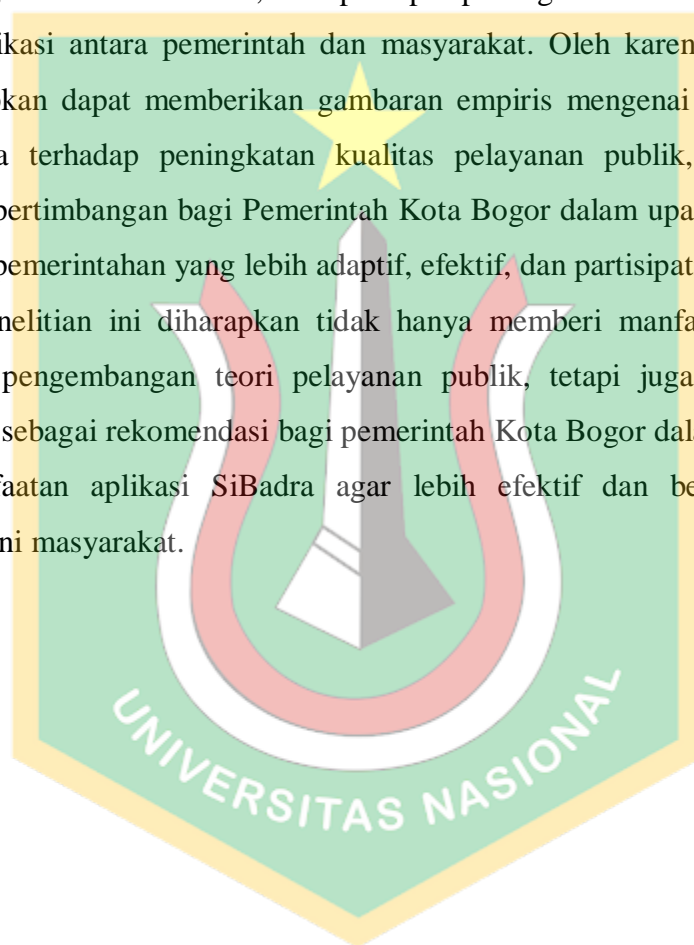 ikasi antara pemerintah dan masyarakat. Oleh karen
kan dapat memberikan gambaran empiris mengenai
a terhadap peningkatan kualitas pelayanan publik,
pertimbangan bagi Pemerintah Kota Bogor dalam upa
pemerintahan yang lebih adaptif, efektif, dan partisipat
nelitian ini diharapkan tidak hanya memberi manfa
pengembangan teori pelayanan publik, tetapi juga
sebagai rekomendasi bagi pemerintah Kota Bogor dala
faatan aplikasi SiBadra agar lebih efektif dan be
ni masyarakat.
UNIVERSITAS NASIONAL